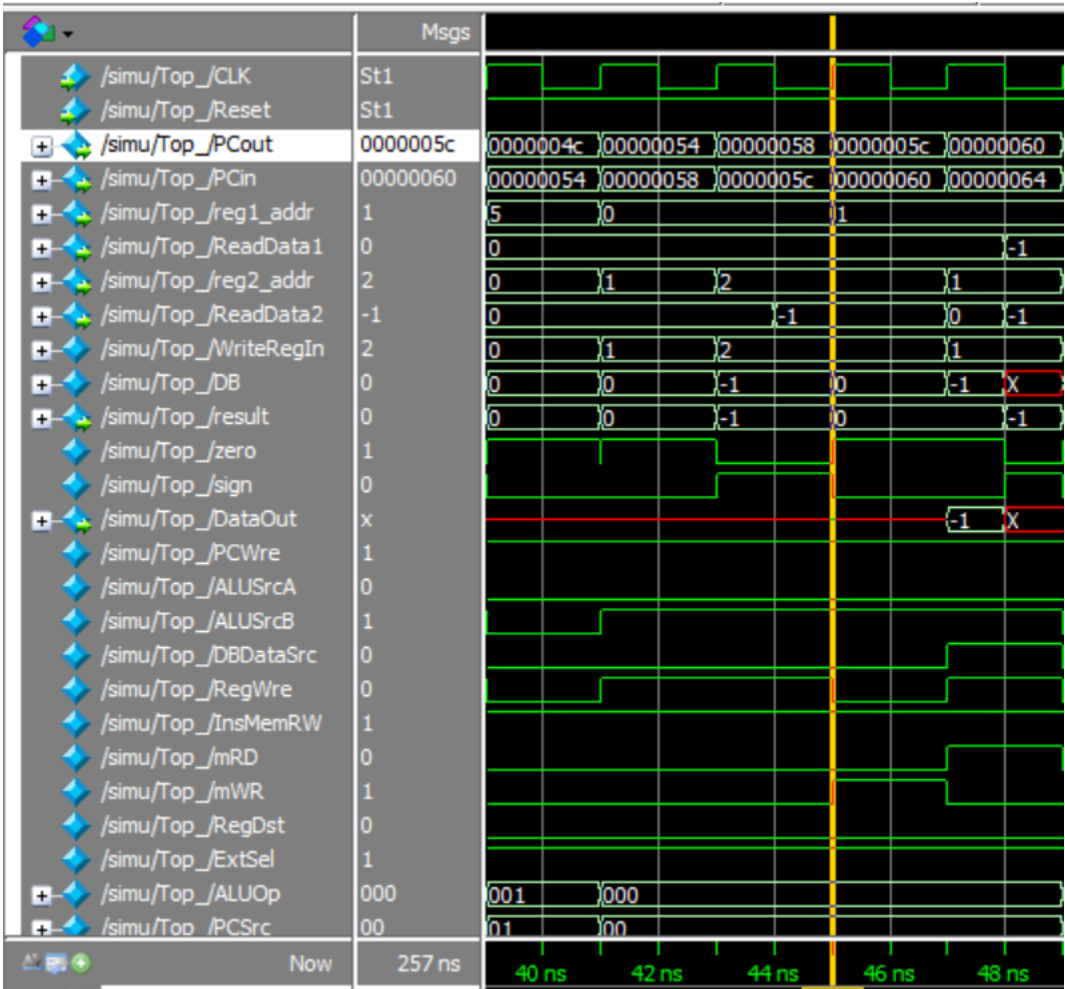 Msgs
/simu/Top_/CLK St1
/simu/Top_/Reset St1
/simu/Top_/PCout 0000005c 0000004c 00000054 00000058 0000005c 00000060
/simu/Top_/PCin 00000060 00000054 00000058 0000005c 00000060 00000064
/simu/Top_/reg1_addr 1 5 0 1
/simu/Top_/ReadData1 0 0 -1
/simu/Top_/reg2_addr 2 0 1 2 1
/simu/Top_/ReadData2 -1 0 -1 0 -1
/simu/Top_/WriteRegIn 2 0 1 2 1
/simu/Top_/DB 0 0 0 -1 0 -1 X
/simu/Top_/result 0 0 0 -1 0 -1
/simu/Top_/zero 1
/simu/Top_/sign 0
/simu/Top_/DataOut x -1 X
/simu/Top_/PCWre 1
/simu/Top_/ALUSrcA 0
/simu/Top_/ALUSrcB 1
/simu/Top_/DBDataSrc 0
/simu/Top_/RegWre 0
/simu/Top_/InsMemRW 1
/simu/Top_/mRD 0
/simu/Top_/mWR 1
/simu/Top_/RegDst 0
/simu/Top_/ExtSel 1
/simu/Top_/ALUOp 000 001 000
/simu/Top_/PCSrc 00 01 00
Now 257 ns 40 ns 42 ns 44 ns 46 ns 48 ns